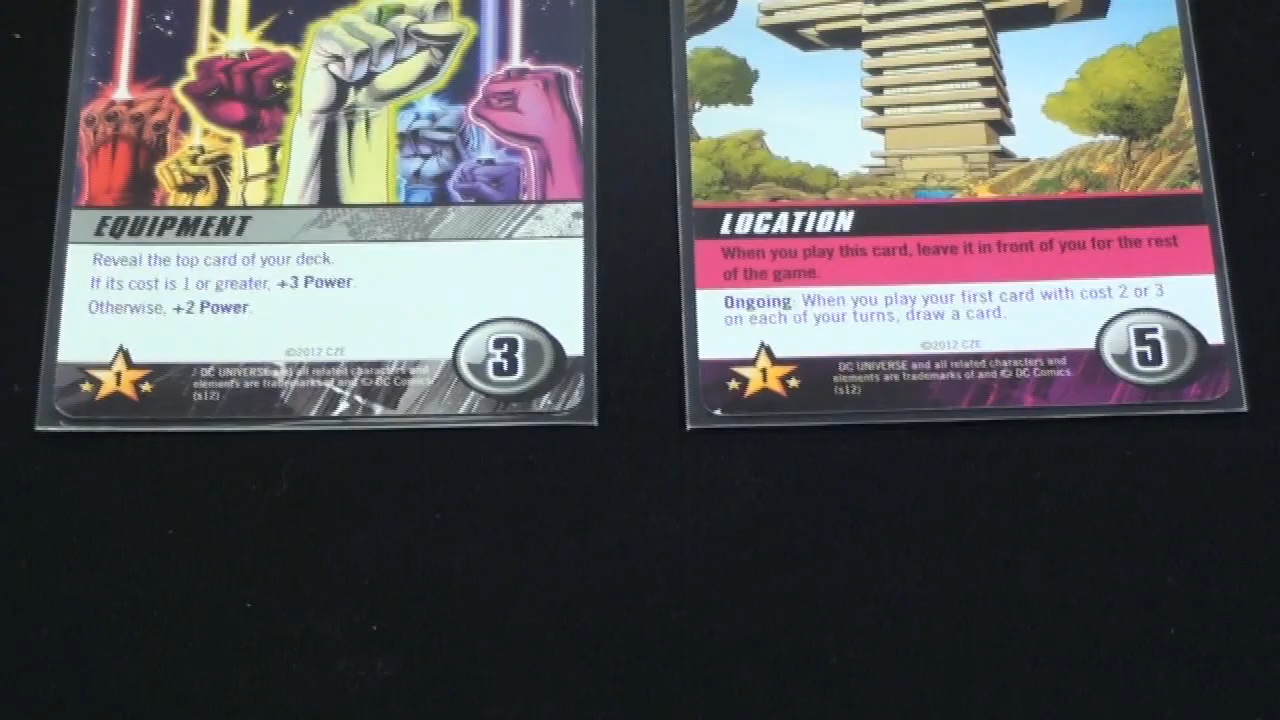 EQUIPMENT
Reveal the top card of your deck.
If its cost is 1 or greater, +3 Power.
Otherwise, +2 Power.
©2012 CZE
3
1
DC UNIVERSE and all related characters and
elements are trademarks of and © DC Comics.
(s12)
LOCATION
When you play this card, leave it in front of you for the rest
of the game.
Ongoing: When you play your first card with cost 2 or 3
on each of your turns, draw a card.
©2012 CZE
5
1
DC UNIVERSE and all related characters and
elements are trademarks of and © DC Comics.
(s12)